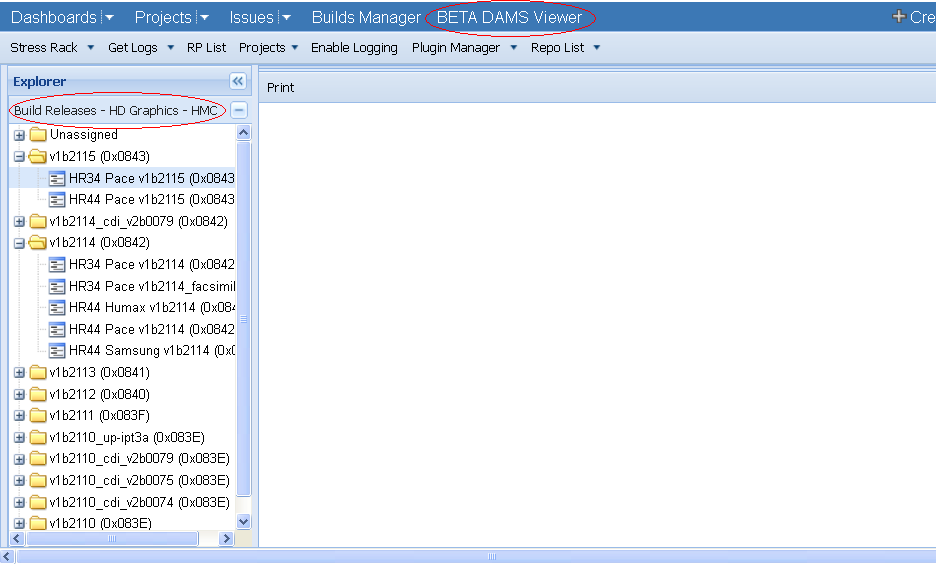 Dashboards Projects Issues Builds Manager BETA DAMS Viewer Cre
Stress Rack Get Logs RP List Projects Enable Logging Plugin Manager Repo List
Explorer
Print
Build Releases - HD Graphics - HMC
Unassigned
v1b2115 (0x0843)
HR34 Pace v1b2115 (0x0843
HR44 Pace v1b2115 (0x0843
v1b2114_cdi_v2b0079 (0x0842)
v1b2114 (0x0842)
HR34 Pace v1b2114 (0x0842
HR34 Pace v1b2114_facsimil
HR44 Humax v1b2114 (0x084
HR44 Pace v1b2114 (0x0842
HR44 Samsung v1b2114 (0x0
v1b2113 (0x0841)
v1b2112 (0x0840)
v1b2111 (0x083F)
v1b2110_up-ipt3a (0x083E)
v1b2110_cdi_v2b0079 (0x083E)
v1b2110_cdi_v2b0075 (0x083E)
v1b2110_cdi_v2b0074 (0x083E)
v1b2110 (0x083E)